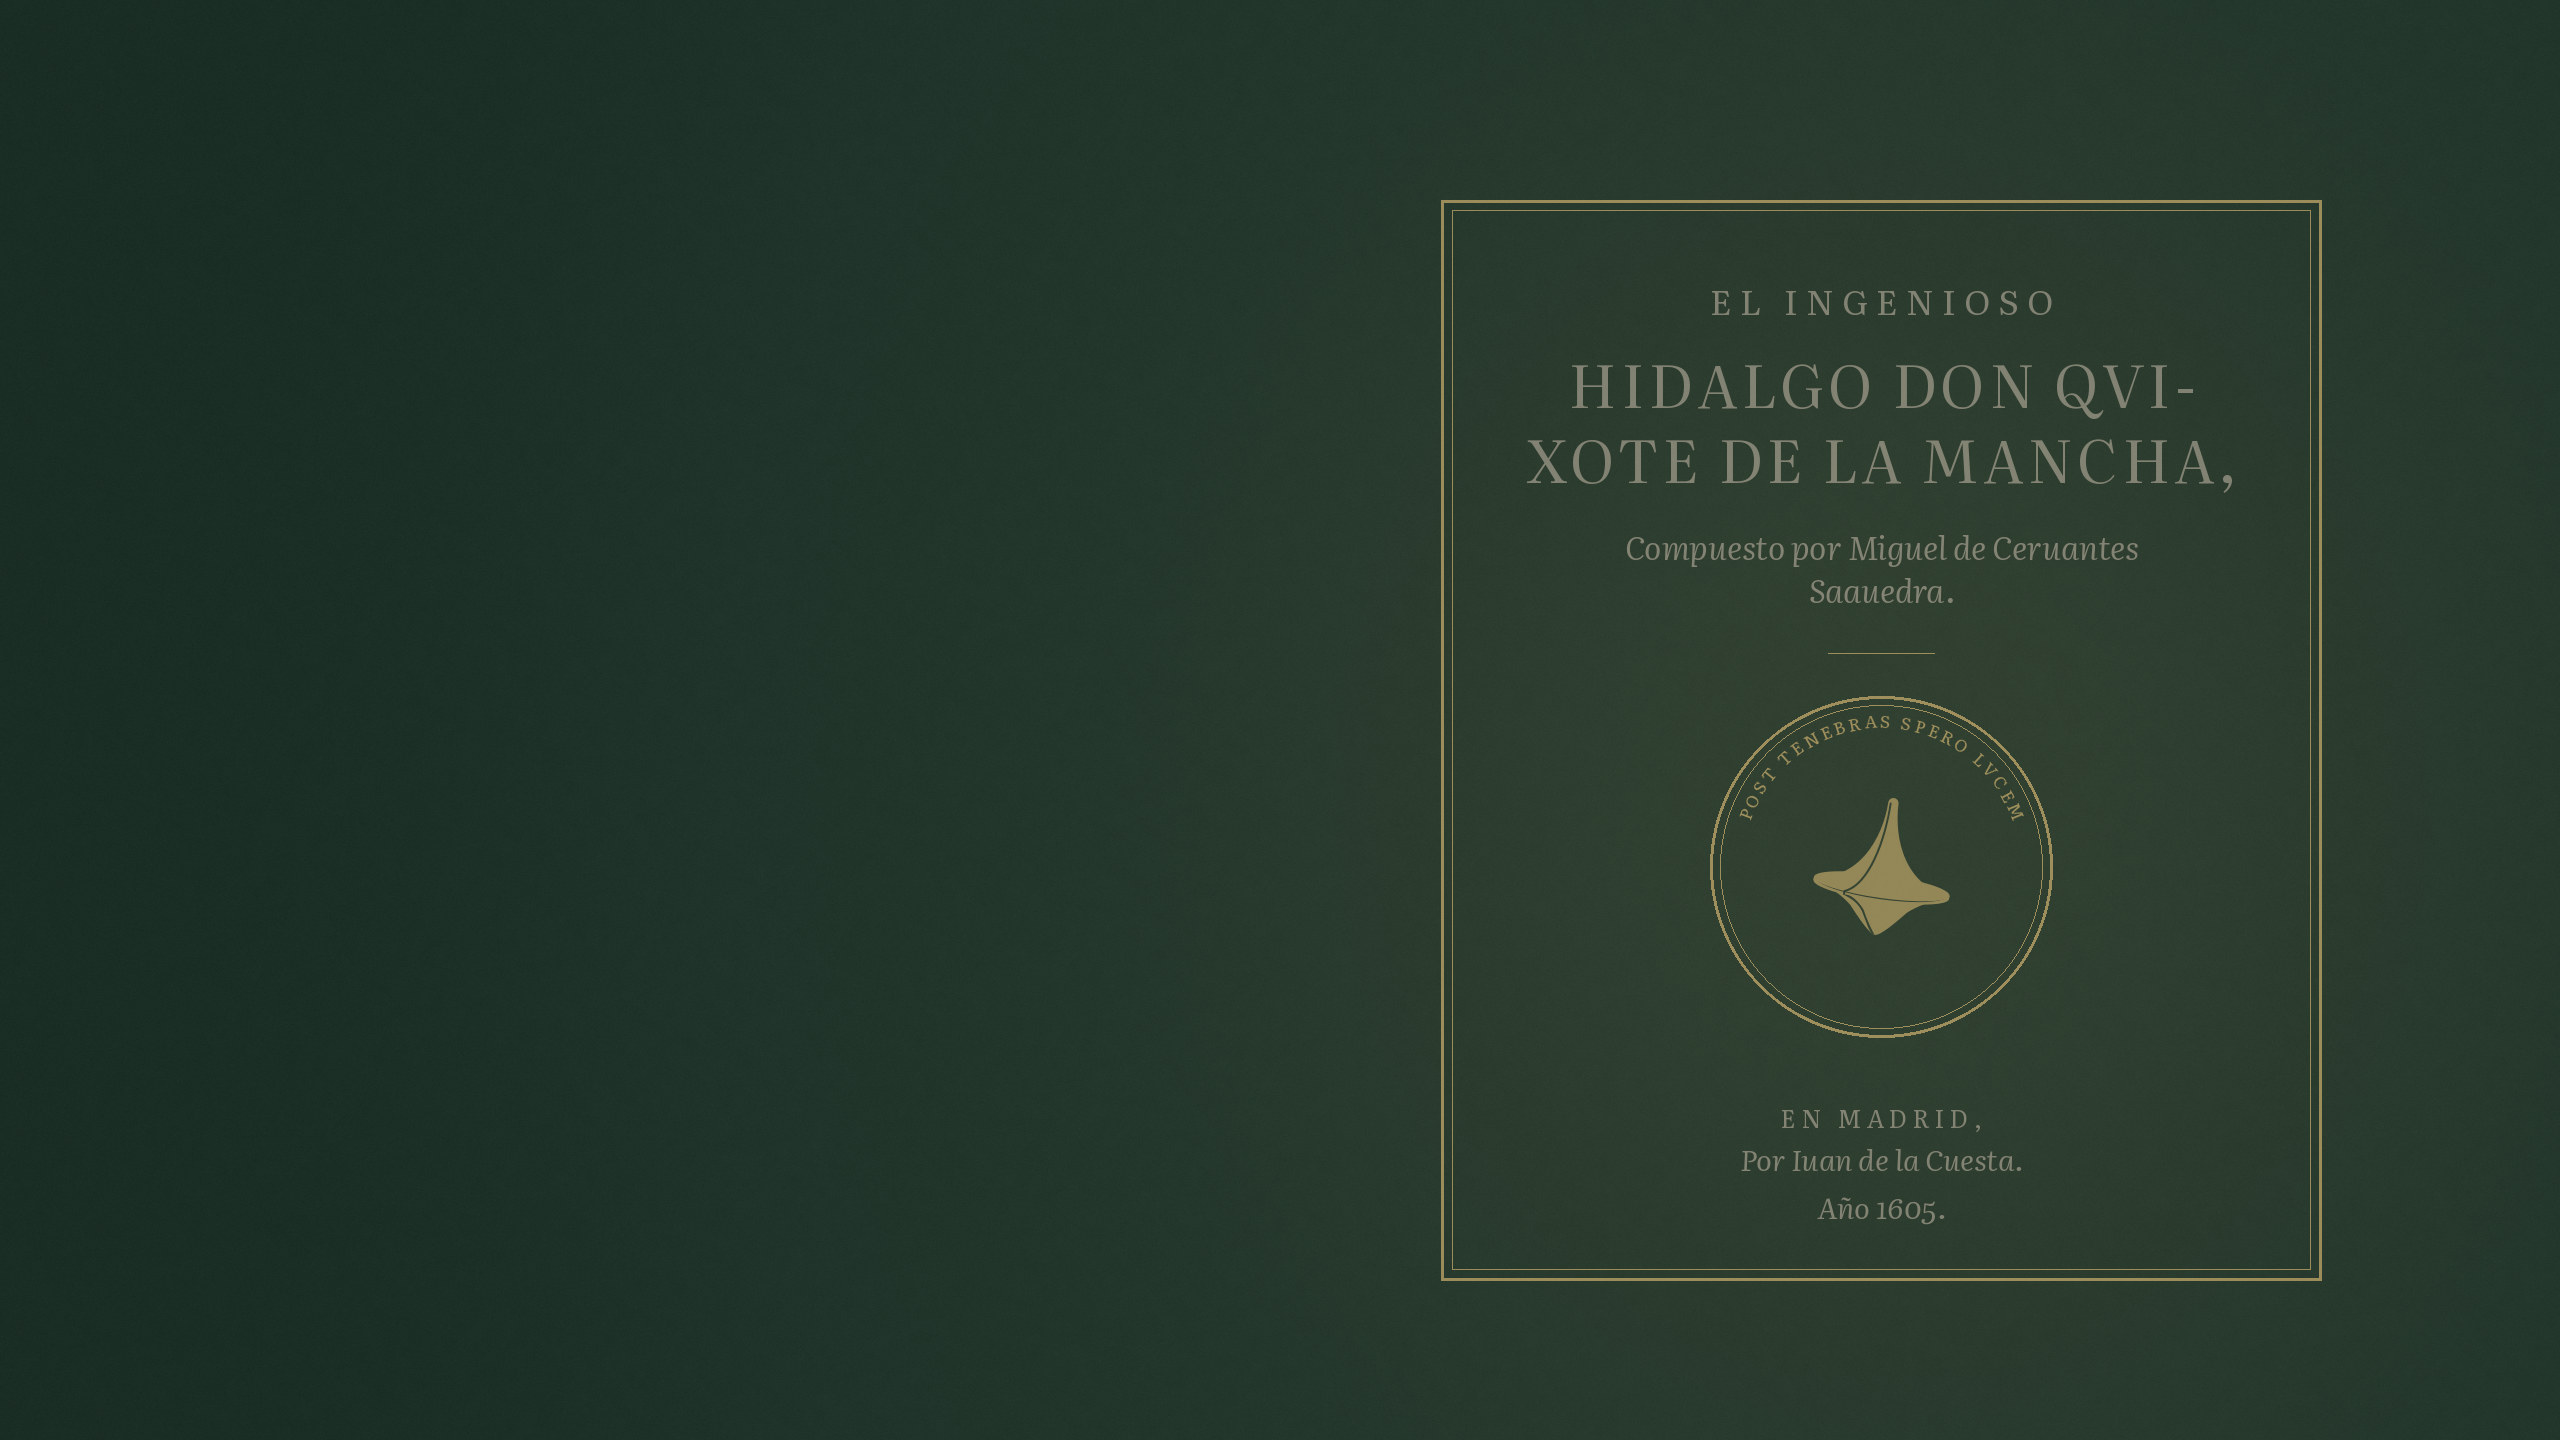 EL INGENIOSO
HIDALGO DON QVI-
XOTE DE LA MANCHA,
Compuesto por Miguel de Ceruantes
Saauedra.
POST TENEBRAS SPERO LVCEM
EN MADRID,
Por Iuan de la Cuesta.
Año 1605.